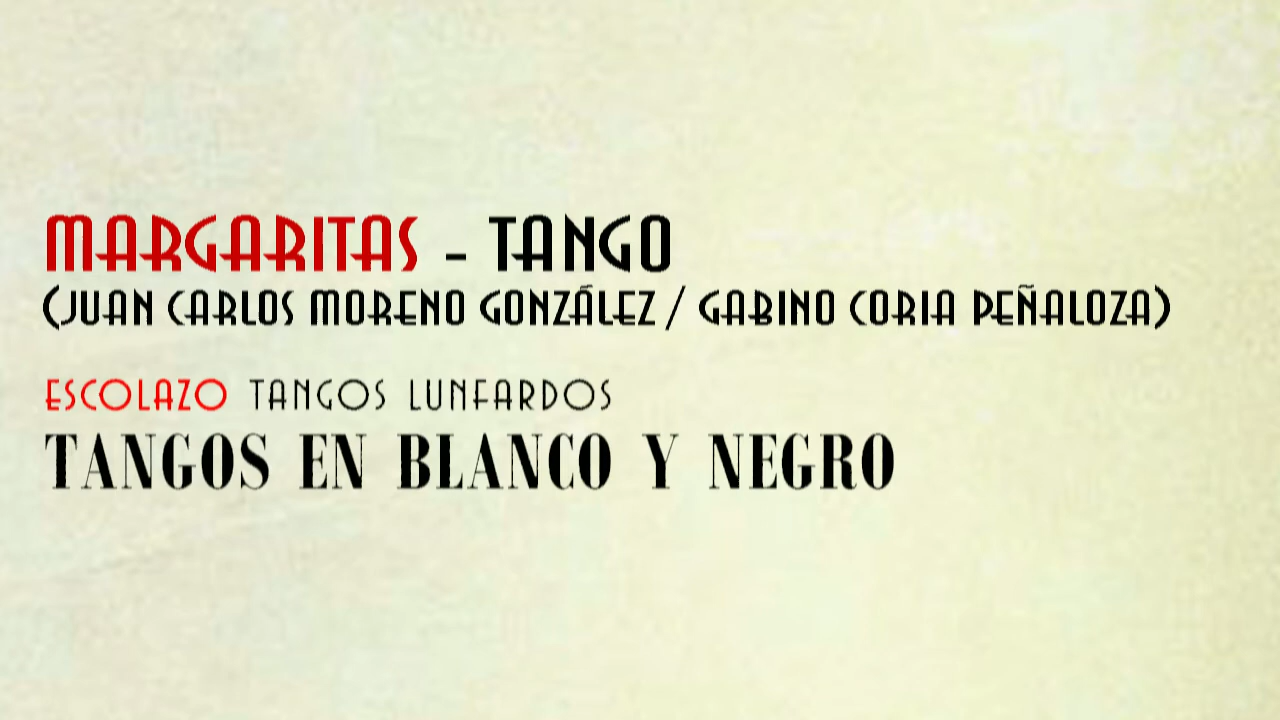 MARGARITAS - TANGO
(JUAN CARLOS MORENO GONZÁLEZ / GABINO CORIA PEÑALOZA)
ESCOLAZO TANGOS LUNFARDOS
TANGOS EN BLANCO Y NEGRO